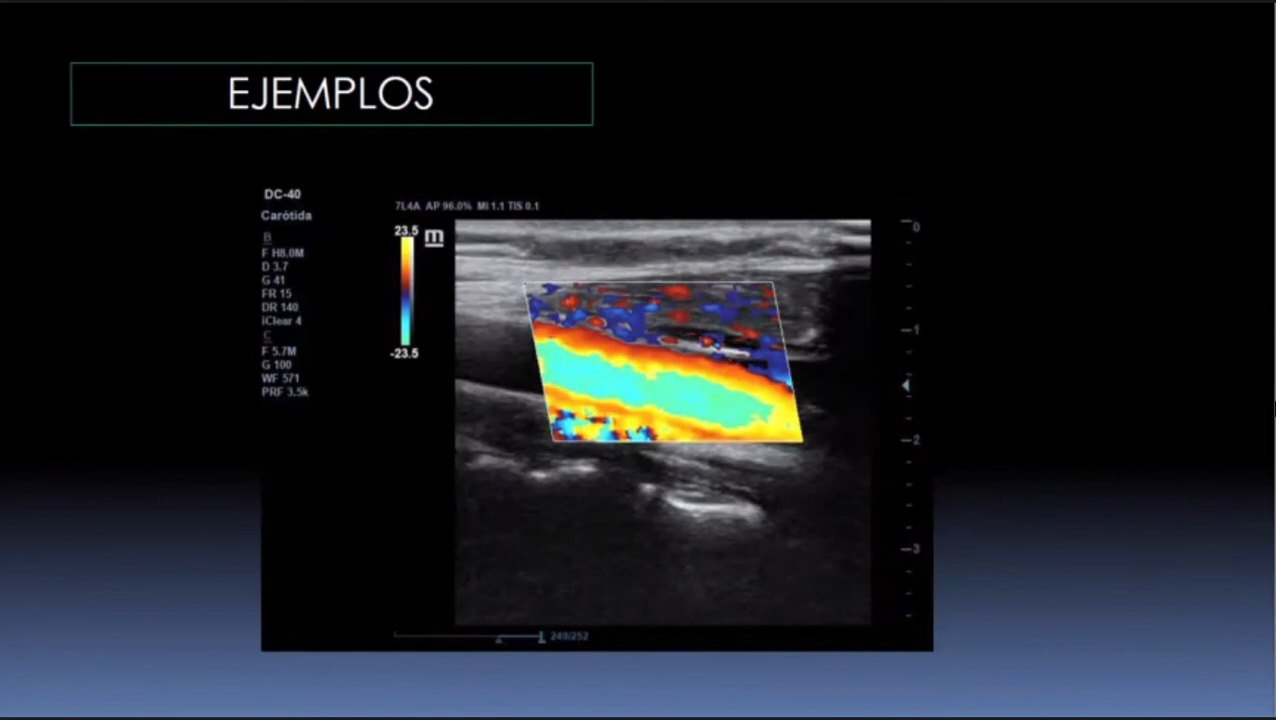 EJEMPLOS
DC-40
Carótida
7L4A AP 96.0% MI 1.1 TIS 0.1
B
F H8.0M
D 3.7
G 41
FR 15
DR 140
iClear 4
C
F 5.7M
G 100
WF 571
PRF 3.5k
23.5
m
-23.5
0
1
2
3
249/252